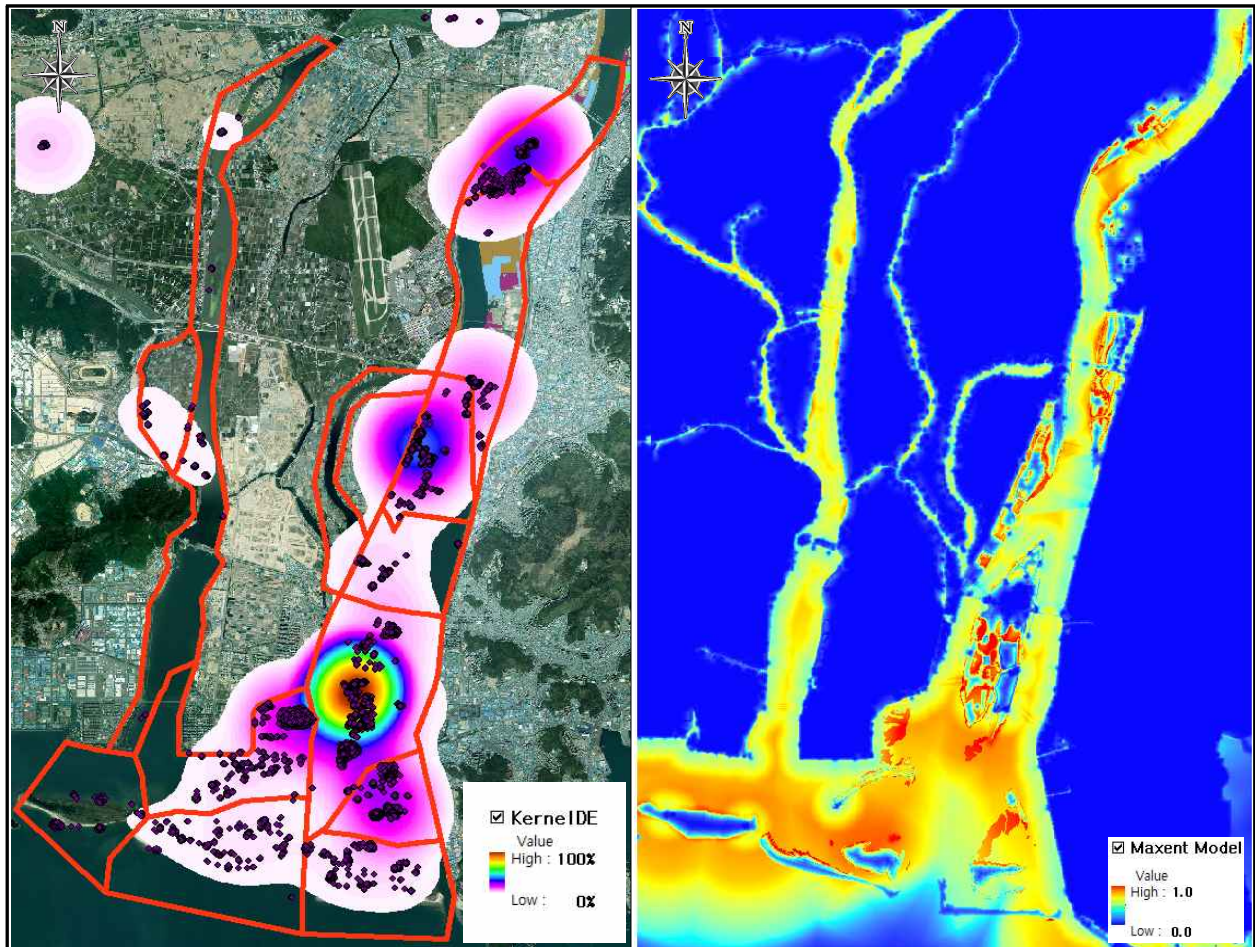 N
KernelDE
Value
High : 100%
Low : 0%
N
Maxent Model
Value
High : 1.0
Low : 0.0